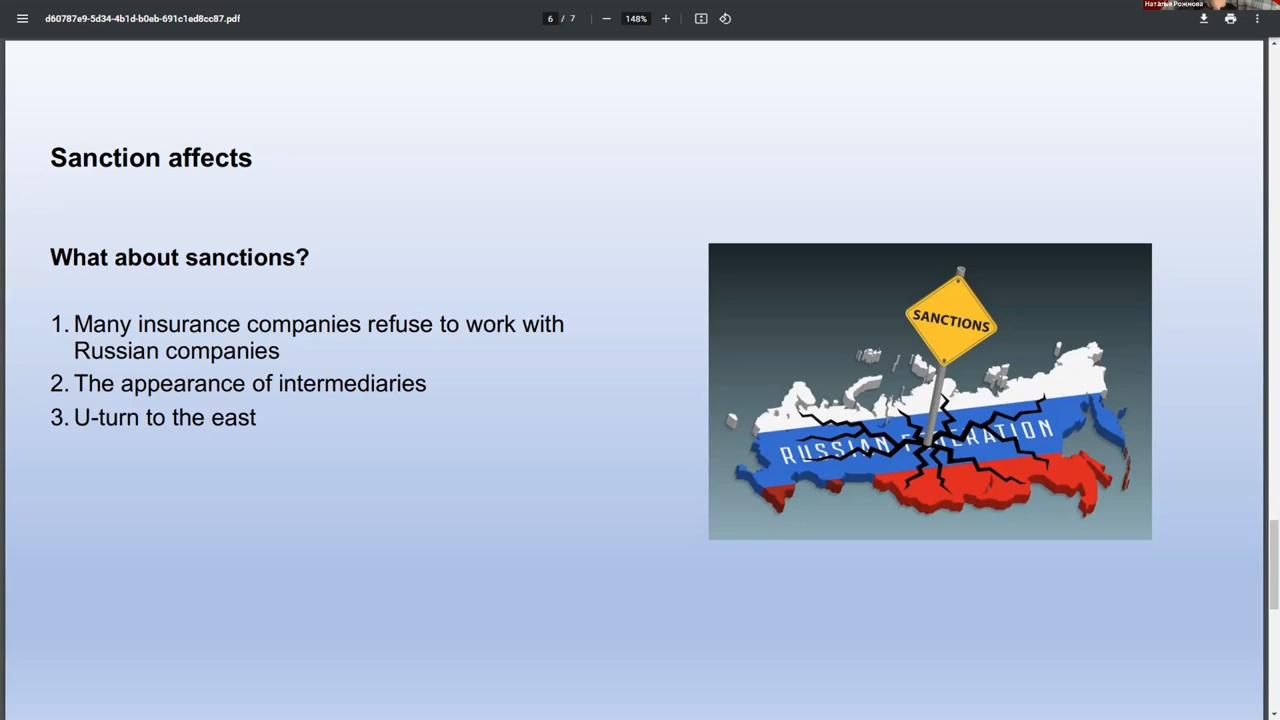 Наталья Рожнова
d60787e9-5d34-4b1d-b0eb-691c1ed8cc87.pdf
6 / 7
148%
Sanction affects
What about sanctions?
1. Many insurance companies refuse to work with
Russian companies
2. The appearance of intermediaries
3. U-turn to the east
SANCTIONS
RUSSIAN FEDERATION